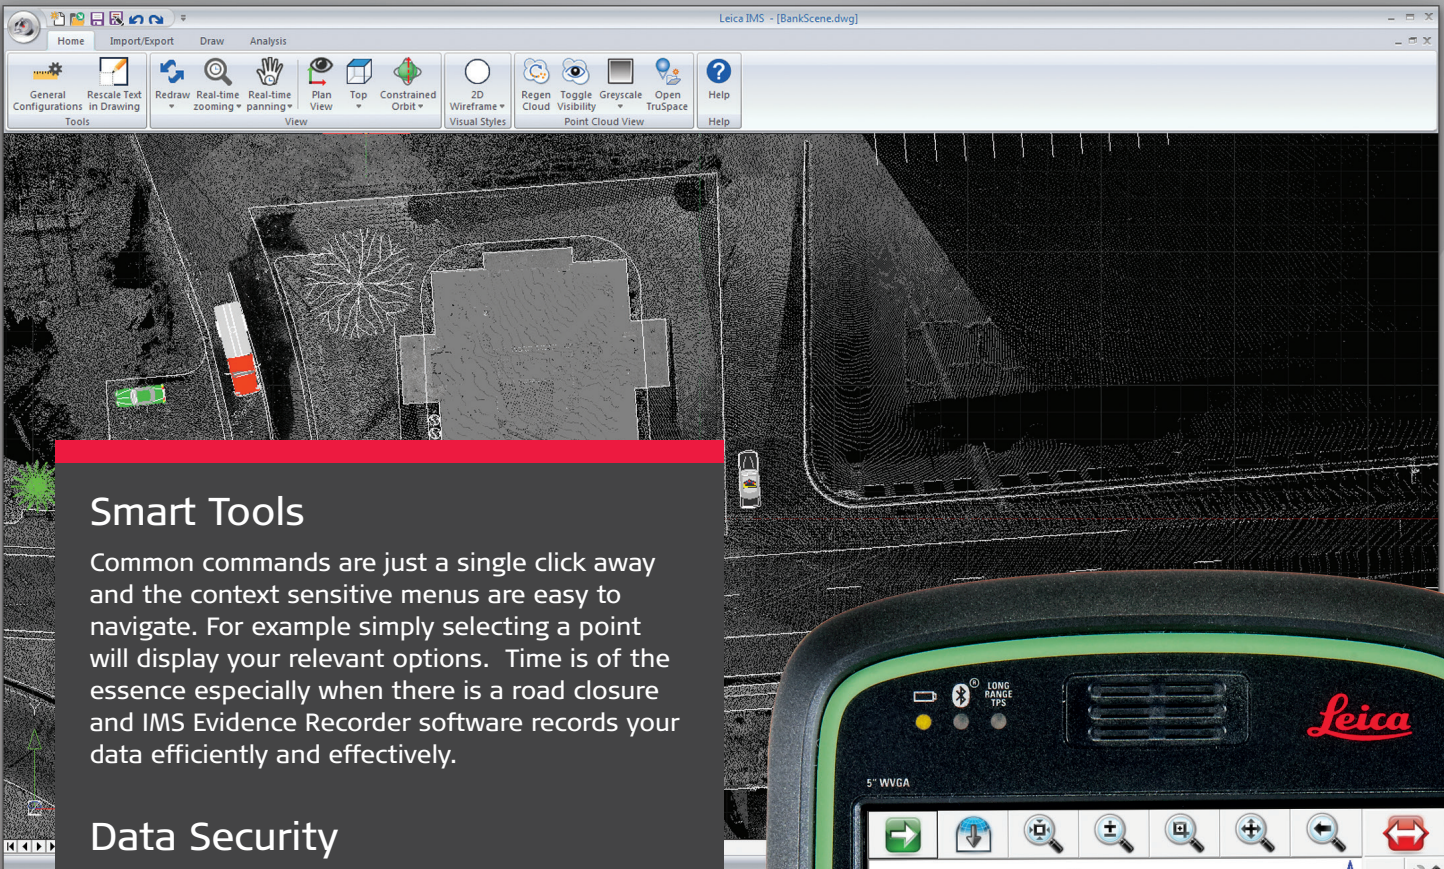 Leica IMS - [BankScene.dwg]
Home Import/Export Draw Analysis
General Configurations
Rescale Text in Drawing
Redraw
Real-time zooming
Real-time panning
Plan View
Top
Constrained Orbit
2D Wireframe
Regen Cloud
Toggle Visibility
Greyscale
Open TruSpace
Help
Tools View Visual Styles Point Cloud View Help
Smart Tools
Common commands are just a single click away
and the context sensitive menus are easy to
navigate. For example simply selecting a point
will display your relevant options.  Time is of the
essence especially when there is a road closure
and IMS Evidence Recorder software records your
data efficiently and effectively.
Data Security
LONG
RANGE
TPS
Leica
5" WVGA